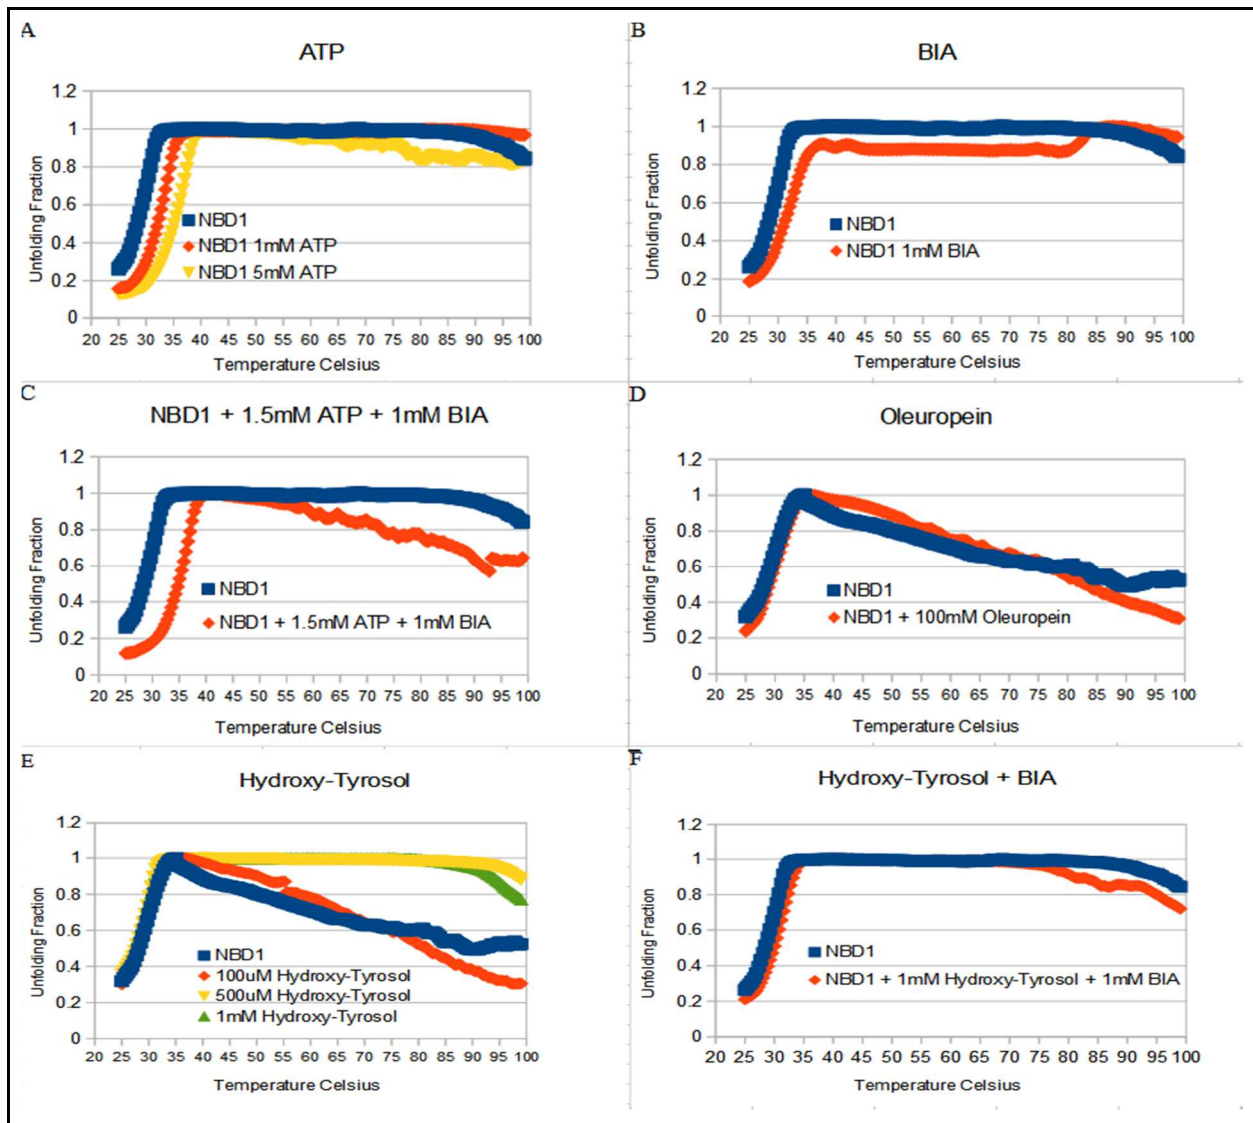 A
ATP
1.2
1
0.8
0.6
0.4
0.2
0
Unfolding Fraction
NBD1
NBD1 1mM ATP
NBD1 5mM ATP
20 25 30 35 40 45 50 55 60 65 70 75 80 85 90 95 100
Temperature Celsius
B
BIA
1.2
1
0.8
0.6
0.4
0.2
0
Unfolding Fraction
NBD1
NBD1 1mM BIA
20 25 30 35 40 45 50 55 60 65 70 75 80 85 90 95 100
Temperature Celsius
C
NBD1 + 1.5mM ATP + 1mM BIA
1.2
1
0.8
0.6
0.4
0.2
0
Unfolding Fraction
NBD1
NBD1 + 1.5mM ATP + 1mM BIA
20 25 30 35 40 45 50 55 60 65 70 75 80 85 90 95 100
Temperature Celsius
D
Oleuropein
1.2
1
0.8
0.6
0.4
0.2
0
Unfolding Fraction
NBD1
NBD1 + 100mM Oleuropein
20 25 30 35 40 45 50 55 60 65 70 75 80 85 90 95 100
Temperature Celsius
E
Hydroxy-Tyrosol
1.2
1
0.8
0.6
0.4
0.2
0
Unfolding Fraction
NBD1
100uM Hydroxy-Tyrosol
500uM Hydroxy-Tyrosol
1mM Hydroxy-Tyrosol
20 25 30 35 40 45 50 55 60 65 70 75 80 85 90 95 100
Temperature Celsius
F
Hydroxy-Tyrosol + BIA
1.2
1
0.8
0.6
0.4
0.2
0
Unfolding Fraction
NBD1
NBD1 + 1mM Hydroxy-Tyrosol + 1mM BIA
20 25 30 35 40 45 50 55 60 65 70 75 80 85 90 95 100
Temperature Celsius